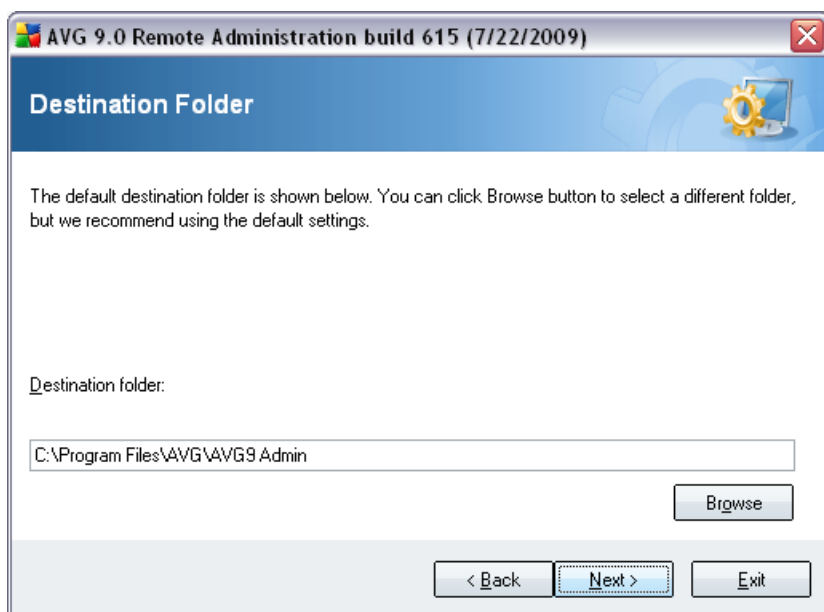 AVG 9.0 Remote Administration build 615 (7/22/2009)
Destination Folder
The default destination folder is shown below. You can click Browse button to select a different folder,
but we recommend using the default settings.
Destination folder:
C:\Program Files\AVG\AVG9 Admin
Browse
< Back
Next >
Exit